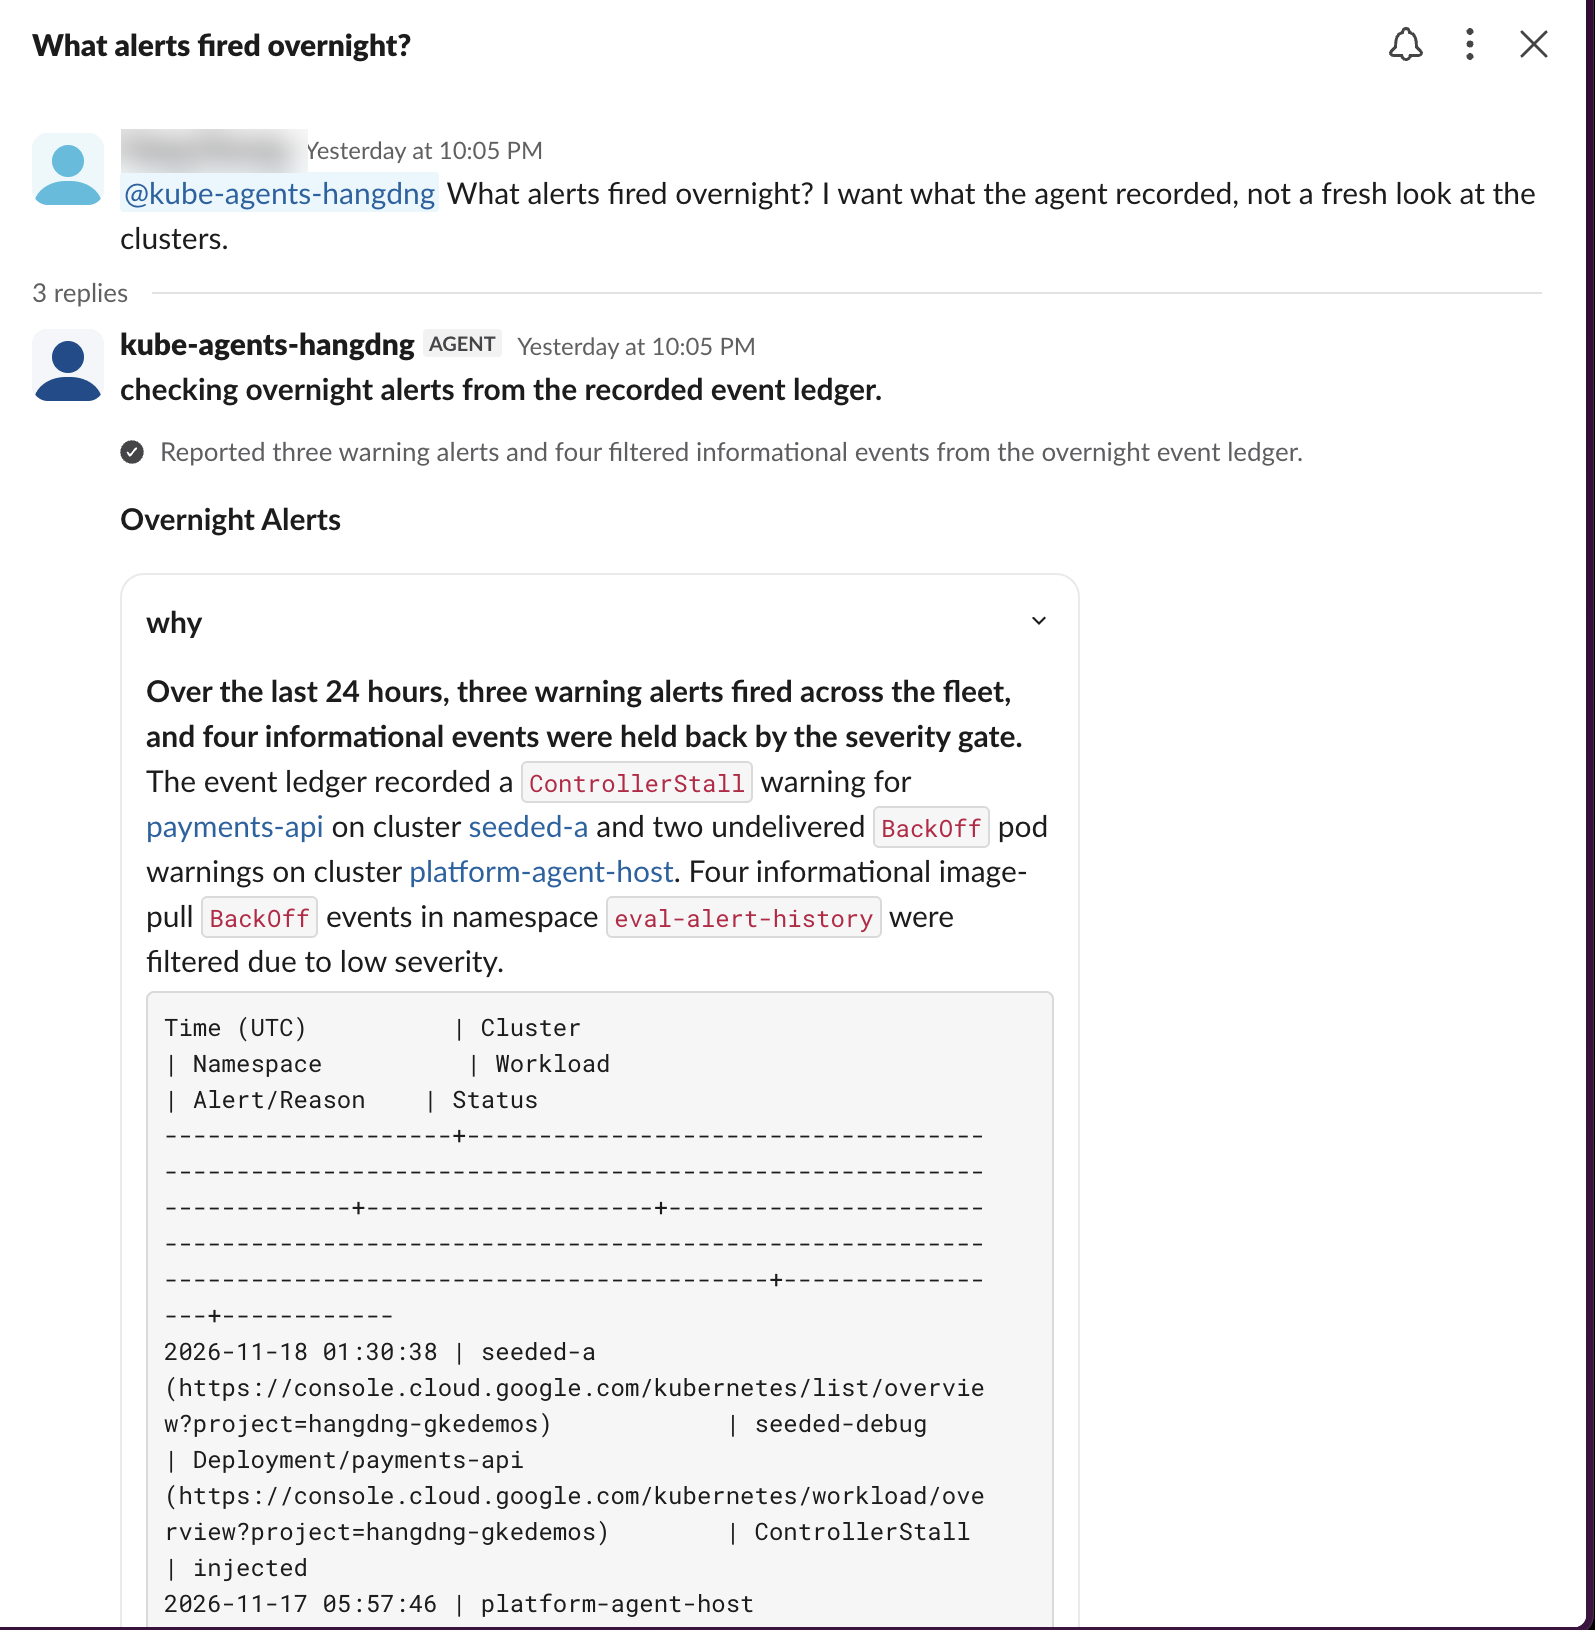 What alerts fired overnight?
Yesterday at 10:05 PM
@kube-agents-hangdng What alerts fired overnight? I want what the agent recorded, not a fresh look at the
clusters.
3 replies
kube-agents-hangdng AGENT Yesterday at 10:05 PM
checking overnight alerts from the recorded event ledger.
Reported three warning alerts and four filtered informational events from the overnight event ledger.
Overnight Alerts
why
Over the last 24 hours, three warning alerts fired across the fleet,
and four informational events were held back by the severity gate.
The event ledger recorded a ControllerStall warning for
payments-api on cluster seeded-a and two undelivered BackOff pod
warnings on cluster platform-agent-host. Four informational image-
pull BackOff events in namespace eval-alert-history were
filtered due to low severity.
Time (UTC)          | Cluster
| Namespace          | Workload
| Alert/Reason    | Status
--------------------+------------------------------------
---------------------------------------------------------
-------------+--------------------+----------------------
---------------------------------------------------------
------------------------------------------+--------------
---+------------
2026-11-18 01:30:38 | seeded-a
(https://console.cloud.google.com/kubernetes/list/overvie
w?project=hangdng-gkedemos)            | seeded-debug
| Deployment/payments-api
(https://console.cloud.google.com/kubernetes/workload/ove
rview?project=hangdng-gkedemos)        | ControllerStall
| injected
2026-11-17 05:57:46 | platform-agent-host